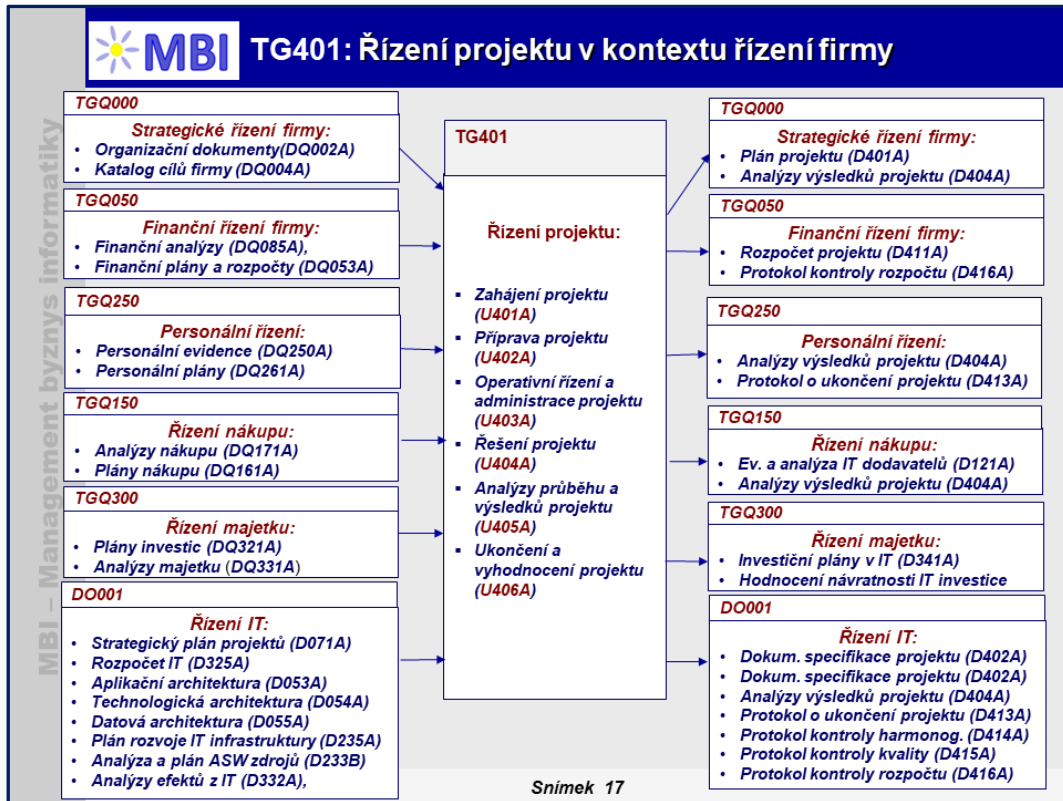 MBI
TG401: Řízení projektu v kontextu řízení firmy
MBI – Management byznys informatiky
TGQ000
Strategické řízení firmy:
• Organizační dokumenty(DQ002A)
• Katalog cílů firmy (DQ004A)
TGQ050
Finanční řízení firmy:
• Finanční analýzy (DQ085A),
• Finanční plány a rozpočty (DQ053A)
TGQ250
Personální řízení:
• Personální evidence (DQ250A)
• Personální plány (DQ261A)
TGQ150
Řízení nákupu:
• Analýzy nákupu (DQ171A)
• Plány nákupu (DQ161A)
TGQ300
Řízení majetku:
• Plány investic (DQ321A)
• Analýzy majetku (DQ331A)
DO001
Řízení IT:
• Strategický plán projektů (D071A)
• Rozpočet IT (D325A)
• Aplikační architektura (D053A)
• Technologická architektura (D054A)
• Datová architektura (D055A)
• Plán rozvoje IT infrastruktury (D235A)
• Analýza a plán ASW zdrojů (D233B)
• Analýzy efektů z IT (D332A),
TG401
Řízení projektu:
▪ Zahájení projektu
(U401A)
▪ Příprava projektu
(U402A)
▪ Operativní řízení a
administrace projektu
(U403A)
▪ Řešení projektu
(U404A)
▪ Analýzy průběhu a
výsledků projektu
(U405A)
▪ Ukončení a
vyhodnocení projektu
(U406A)
TGQ000
Strategické řízení firmy:
• Plán projektu (D401A)
• Analýzy výsledků projektu (D404A)
TGQ050
Finanční řízení firmy:
• Rozpočet projektu (D411A)
• Protokol kontroly rozpočtu (D416A)
TGQ250
Personální řízení:
• Analýzy výsledků projektu (D404A)
• Protokol o ukončení projektu (D413A)
TGQ150
Řízení nákupu:
• Ev. a analýza IT dodavatelů (D121A)
• Analýzy výsledků projektu (D404A)
TGQ300
Řízení majetku:
• Investiční plány v IT (D341A)
• Hodnocení návratnosti IT investice
DO001
Řízení IT:
• Dokum. specifikace projektu (D402A)
• Dokum. specifikace projektu (D402A)
• Analýzy výsledků projektu (D404A)
• Protokol o ukončení projektu (D413A)
• Protokol kontroly harmonog. (D414A)
• Protokol kontroly kvality (D415A)
• Protokol kontroly rozpočtu (D416A)
Snímek 17